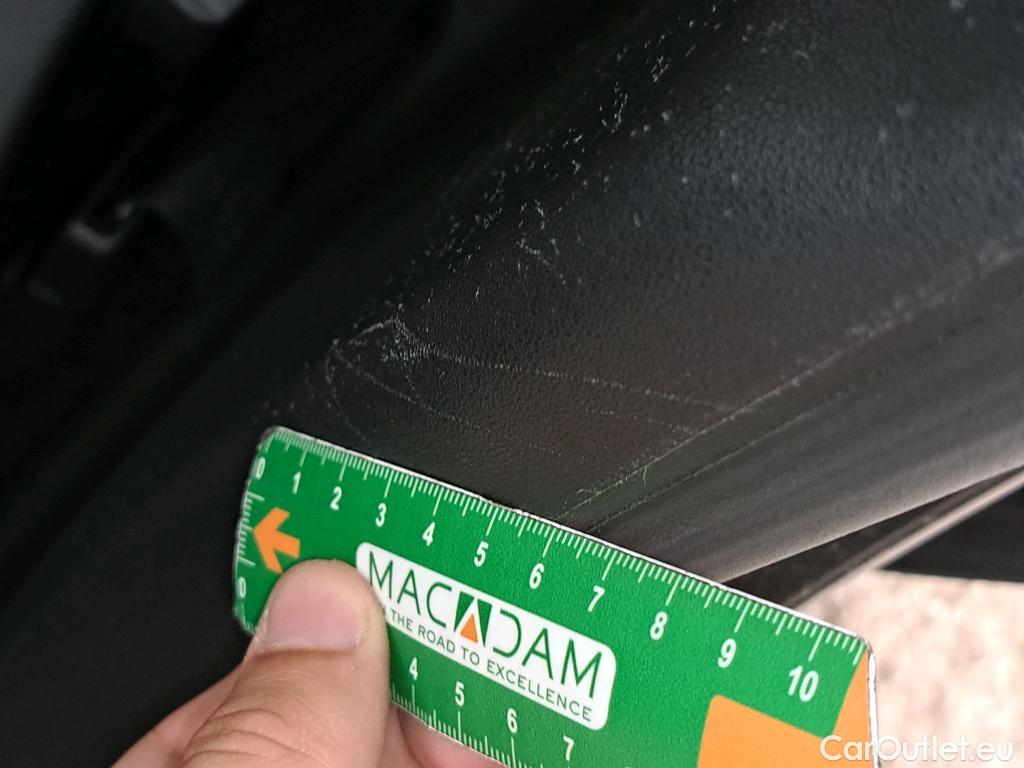 0 1 2 3 4 5 6 7 8 9 10
MACADAM
THE ROAD TO EXCELLENCE
0 4 5 6 7
CarOutlet.eu